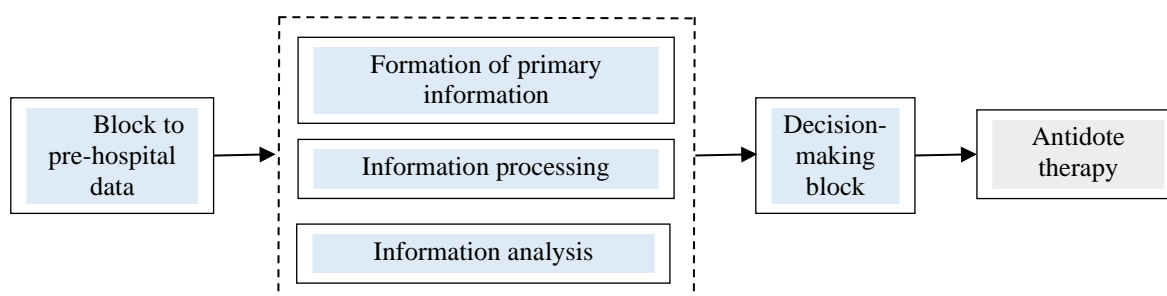 Block to
pre-hospital
data
Formation of primary
information
Information processing
Information analysis
Decision-
making
block
Antidote
therapy